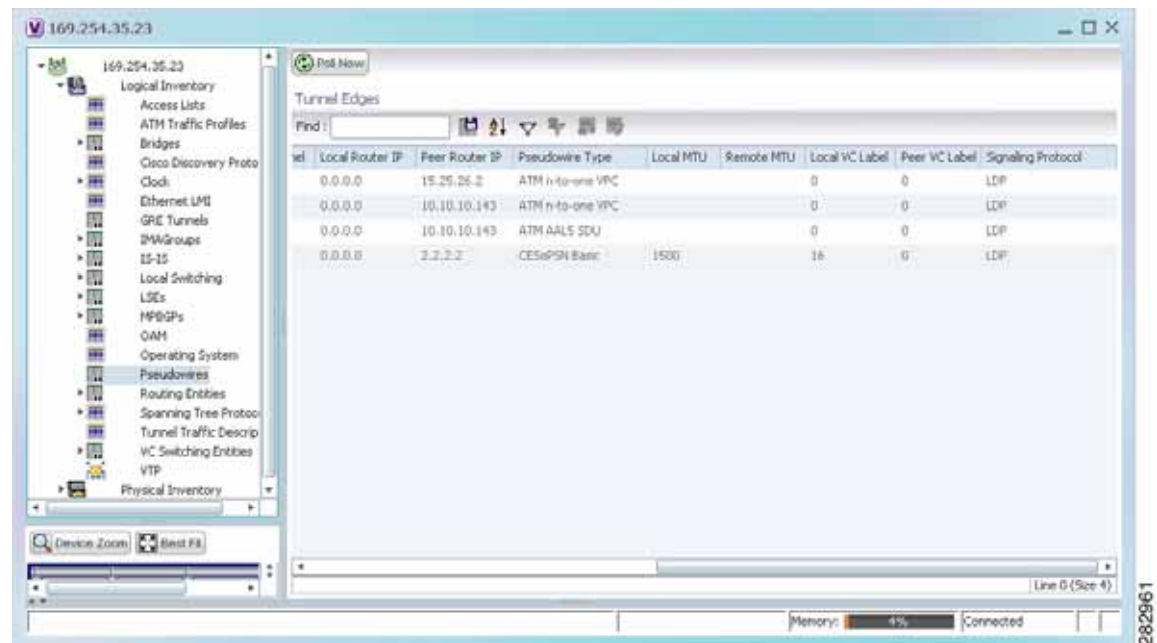 169.254.35.23
169.254.35.23
Logical Inventory
Access Lists
ATM Traffic Profiles
Bridges
Cisco Discovery Proto
Clock
Ethernet LMI
GRE Tunnels
IMAGroups
IS-IS
Local Switching
LSEs
MPBGPs
OAM
Operating System
Pseudowires
Routing Entities
Spanning Tree Protoco
Tunnel Traffic Descrip
VC Switching Entities
VTP
Physical Inventory
Device Zoom Best Fit
Poll Now
Tunnel Edges
Find :
nel Local Router IP Peer Router IP Pseudowire Type Local MTU Remote MTU Local VC Label Peer VC Label Signaling Protocol
0.0.0.0 15.25.26.2 ATM n-to-one VPC 0 0 LDP
0.0.0.0 10.10.10.143 ATM n-to-one VPC 0 0 LDP
0.0.0.0 10.10.10.143 ATM AAL5 SDU 0 0 LDP
0.0.0.0 2.2.2.2 CESoPSN Basic 1500 16 0 LDP
Line 0 (Size 4)
Memory: 4% Connected
282961